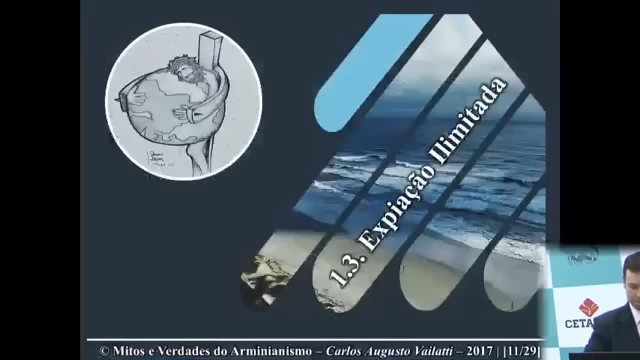 1.3. Expiação Ilimitada
© Mitos e Verdades do Arminianismo – Carlos Augusto Vailatti – 2017 | [11/29]
CETA